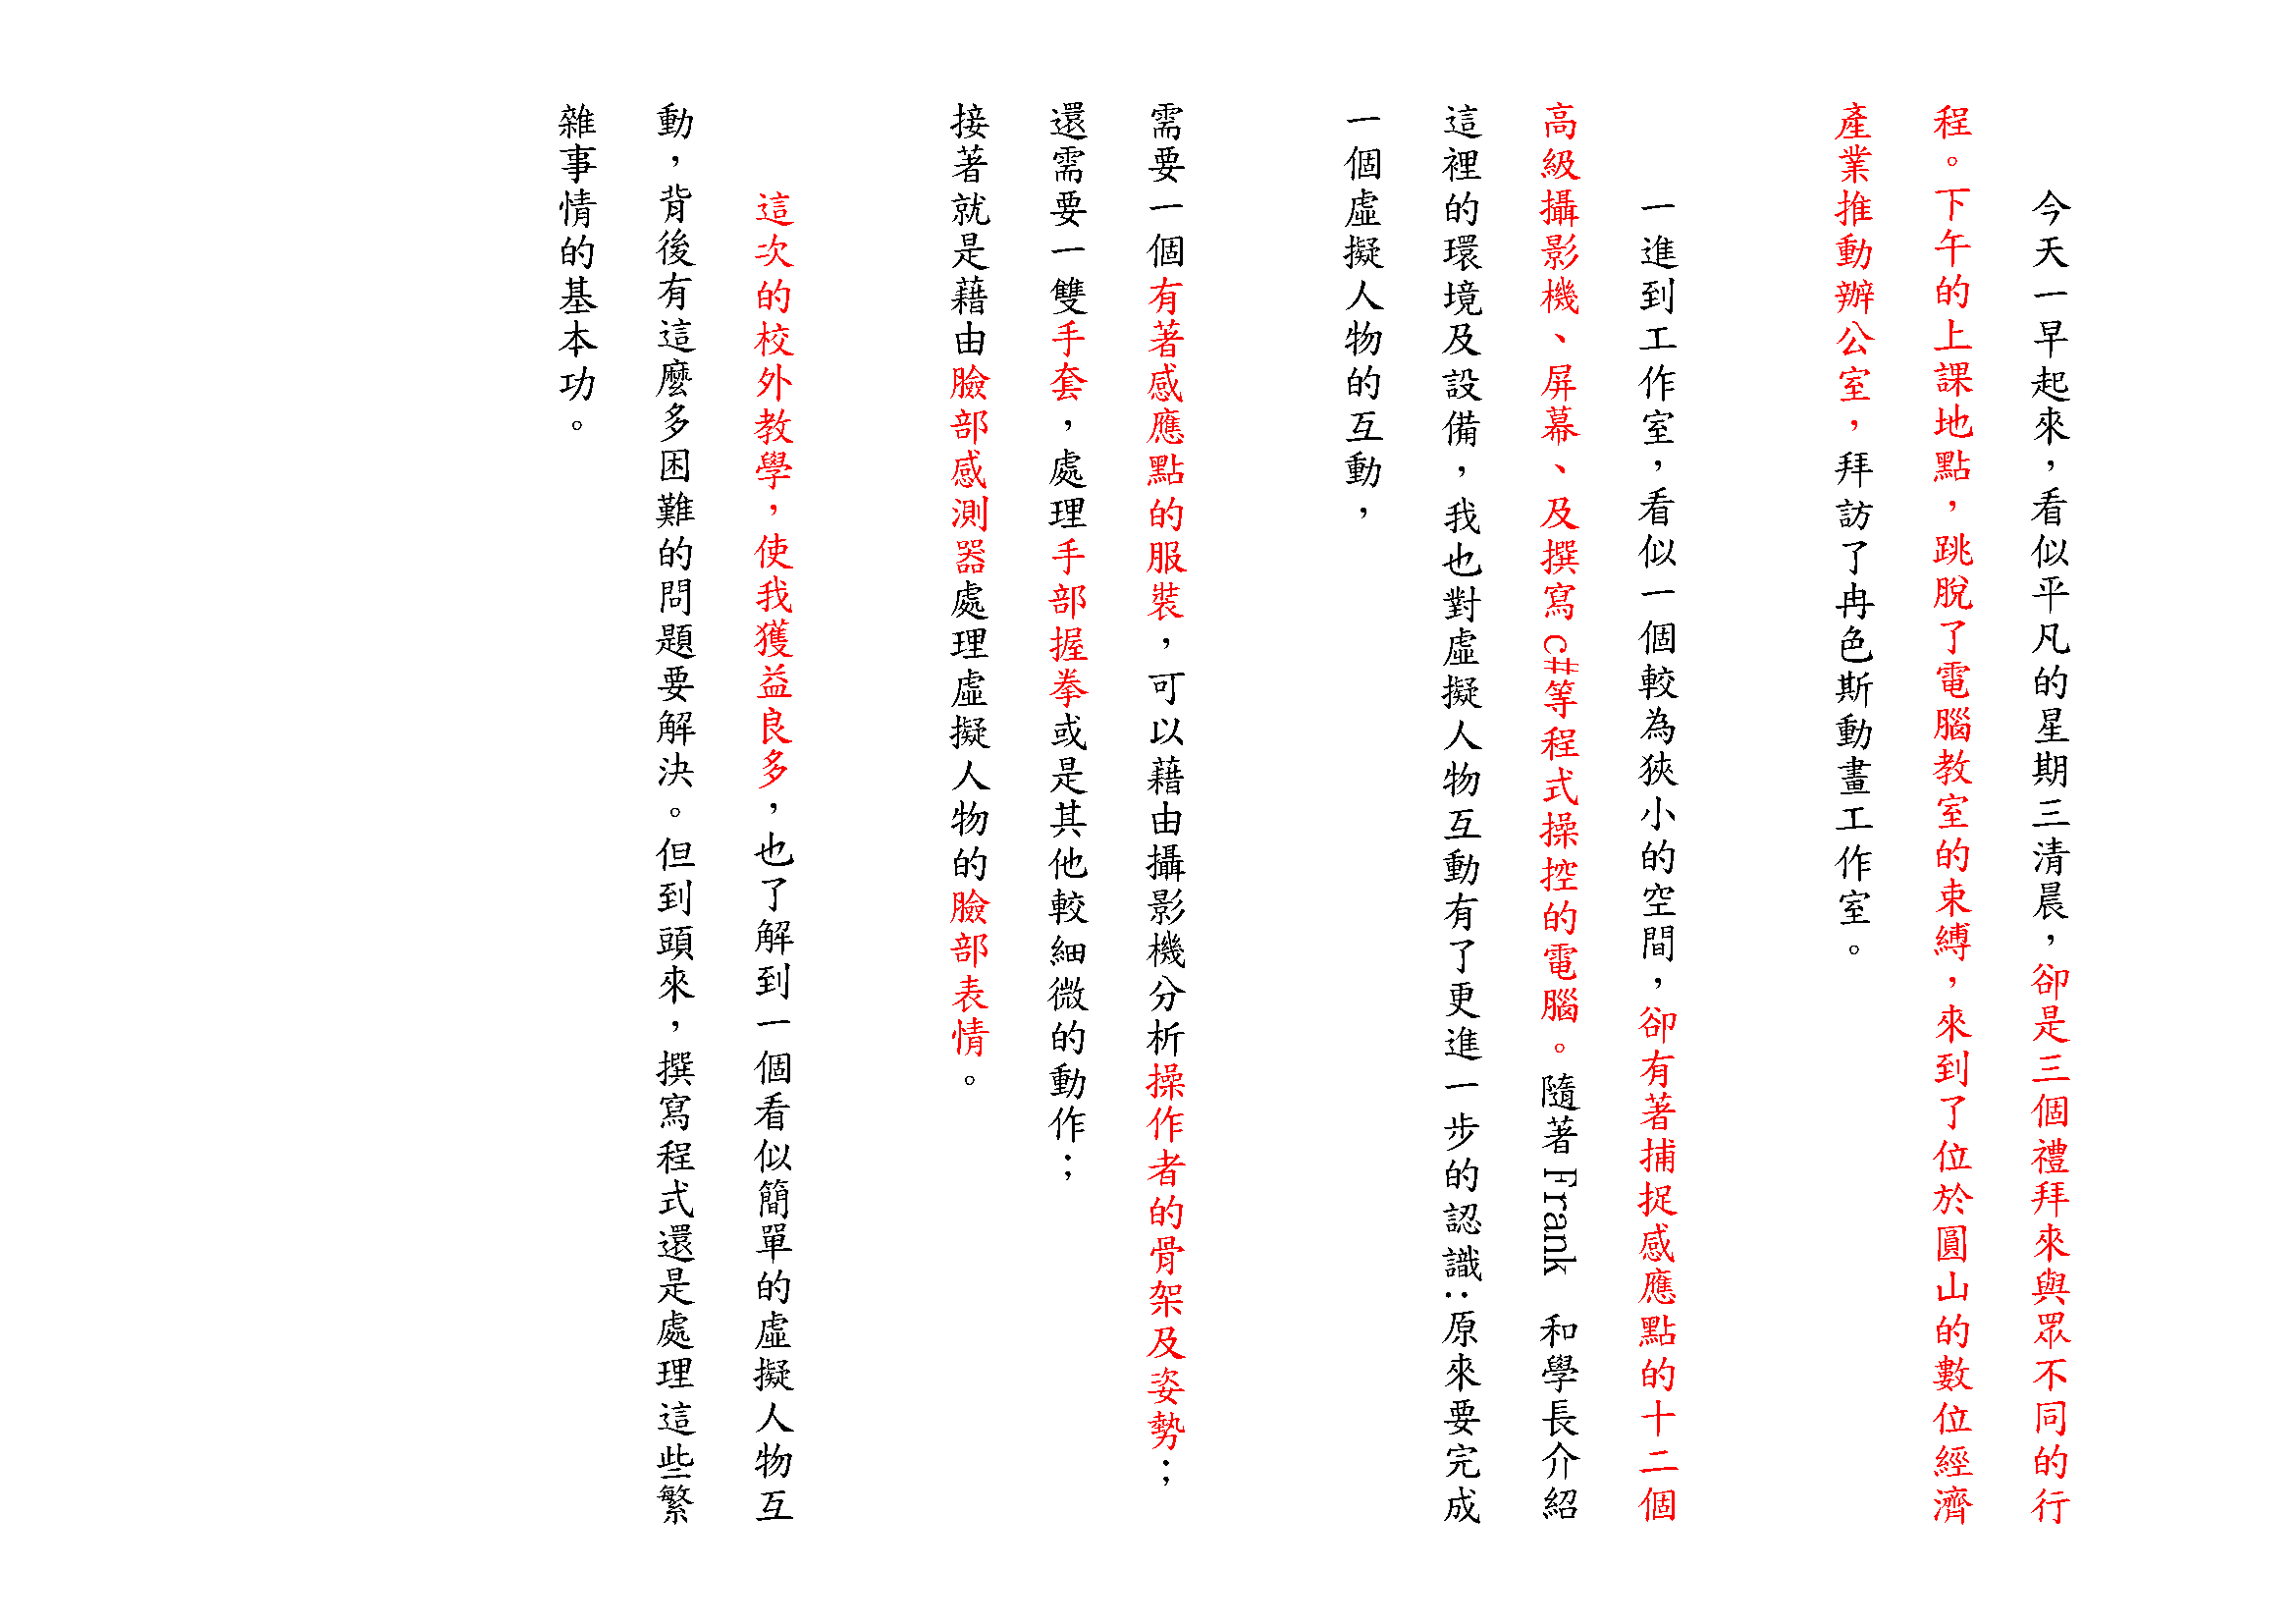 今天一早起來，看似平凡的星期三清晨，卻是三個禮拜來與眾不同的行
程。下午的上課地點，跳脫了電腦教室的束縛，來到了位於圓山的數位經濟
產業推動辦公室，拜訪了冉色斯動畫工作室。
一進到工作室，看似一個較為狹小的空間，卻有著捕捉感應點的十二個
高級攝影機、屏幕、及撰寫c#等程式操控的電腦。隨著Frank 和學長介紹
這裡的環境及設備，我也對虛擬人物互動有了更進一步的認識:原來要完成
一個虛擬人物的互動，
需要一個有著感應點的服裝，可以藉由攝影機分析操作者的骨架及姿勢；
還需要一雙手套，處理手部握拳或是其他較細微的動作；
接著就是藉由臉部感測器處理虛擬人物的臉部表情。
這次的校外教學，使我獲益良多，也了解到一個看似簡單的虛擬人物互
動，背後有這麼多困難的問題要解決。但到頭來，撰寫程式還是處理這些繁
雜事情的基本功。